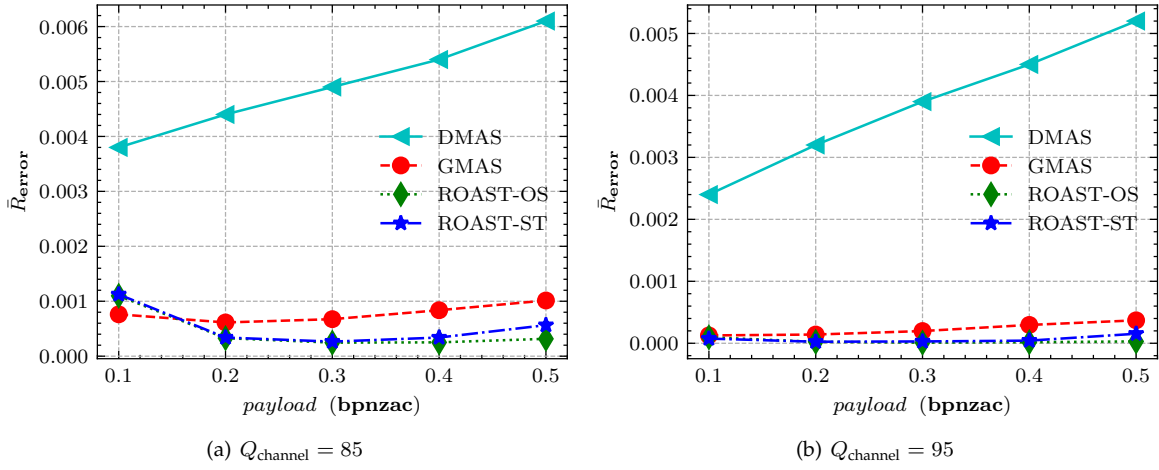 0.006
0.005
0.004
0.003
0.002
0.001
0.000
R̄error
DMAS
GMAS
ROAST-OS
ROAST-ST
0.1 0.2 0.3 0.4 0.5
payload (bpnzac)
(a) Qchannel = 85
0.005
0.004
0.003
0.002
0.001
0.000
R̄error
DMAS
GMAS
ROAST-OS
ROAST-ST
0.1 0.2 0.3 0.4 0.5
payload (bpnzac)
(b) Qchannel = 95